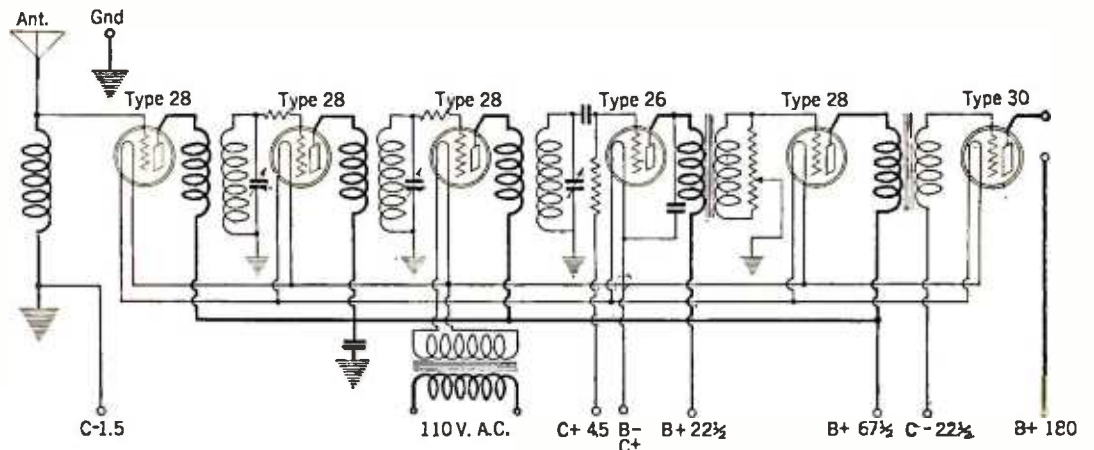 Ant. Gnd
Type 28 Type 28 Type 28 Type 26 Type 28 Type 30
C-1.5 110 V. A.C. C+ 4.5 B- B+ 22½ B+ 67½ C- 22½ B+ 180
C+